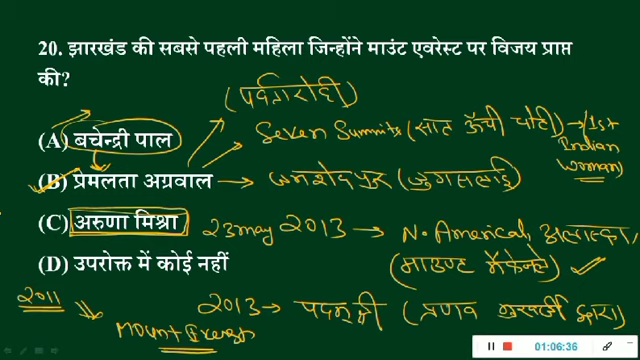 20. झारखंड की सबसे पहली महिला जिन्होंने माउंट एवरेस्ट पर विजय प्राप्त
की?
(पर्वतारोही)
(A) बचेन्द्री पाल
Seven Summits (सात ऊँची चोटी) → 1st
Indian
Woman
(B) प्रेमलता अग्रवाल → जमशेदपुर (जुगसलाई)
(C) अरुणा मिश्रा
23 may 2013 → N. America, अलास्का,
(D) उपरोक्त में कोई नहीं
(माउण्ट
2011
2013 → पद्मश्री (प्रणव मुखर्जी द्वारा)
Mount Everest
01:06:36